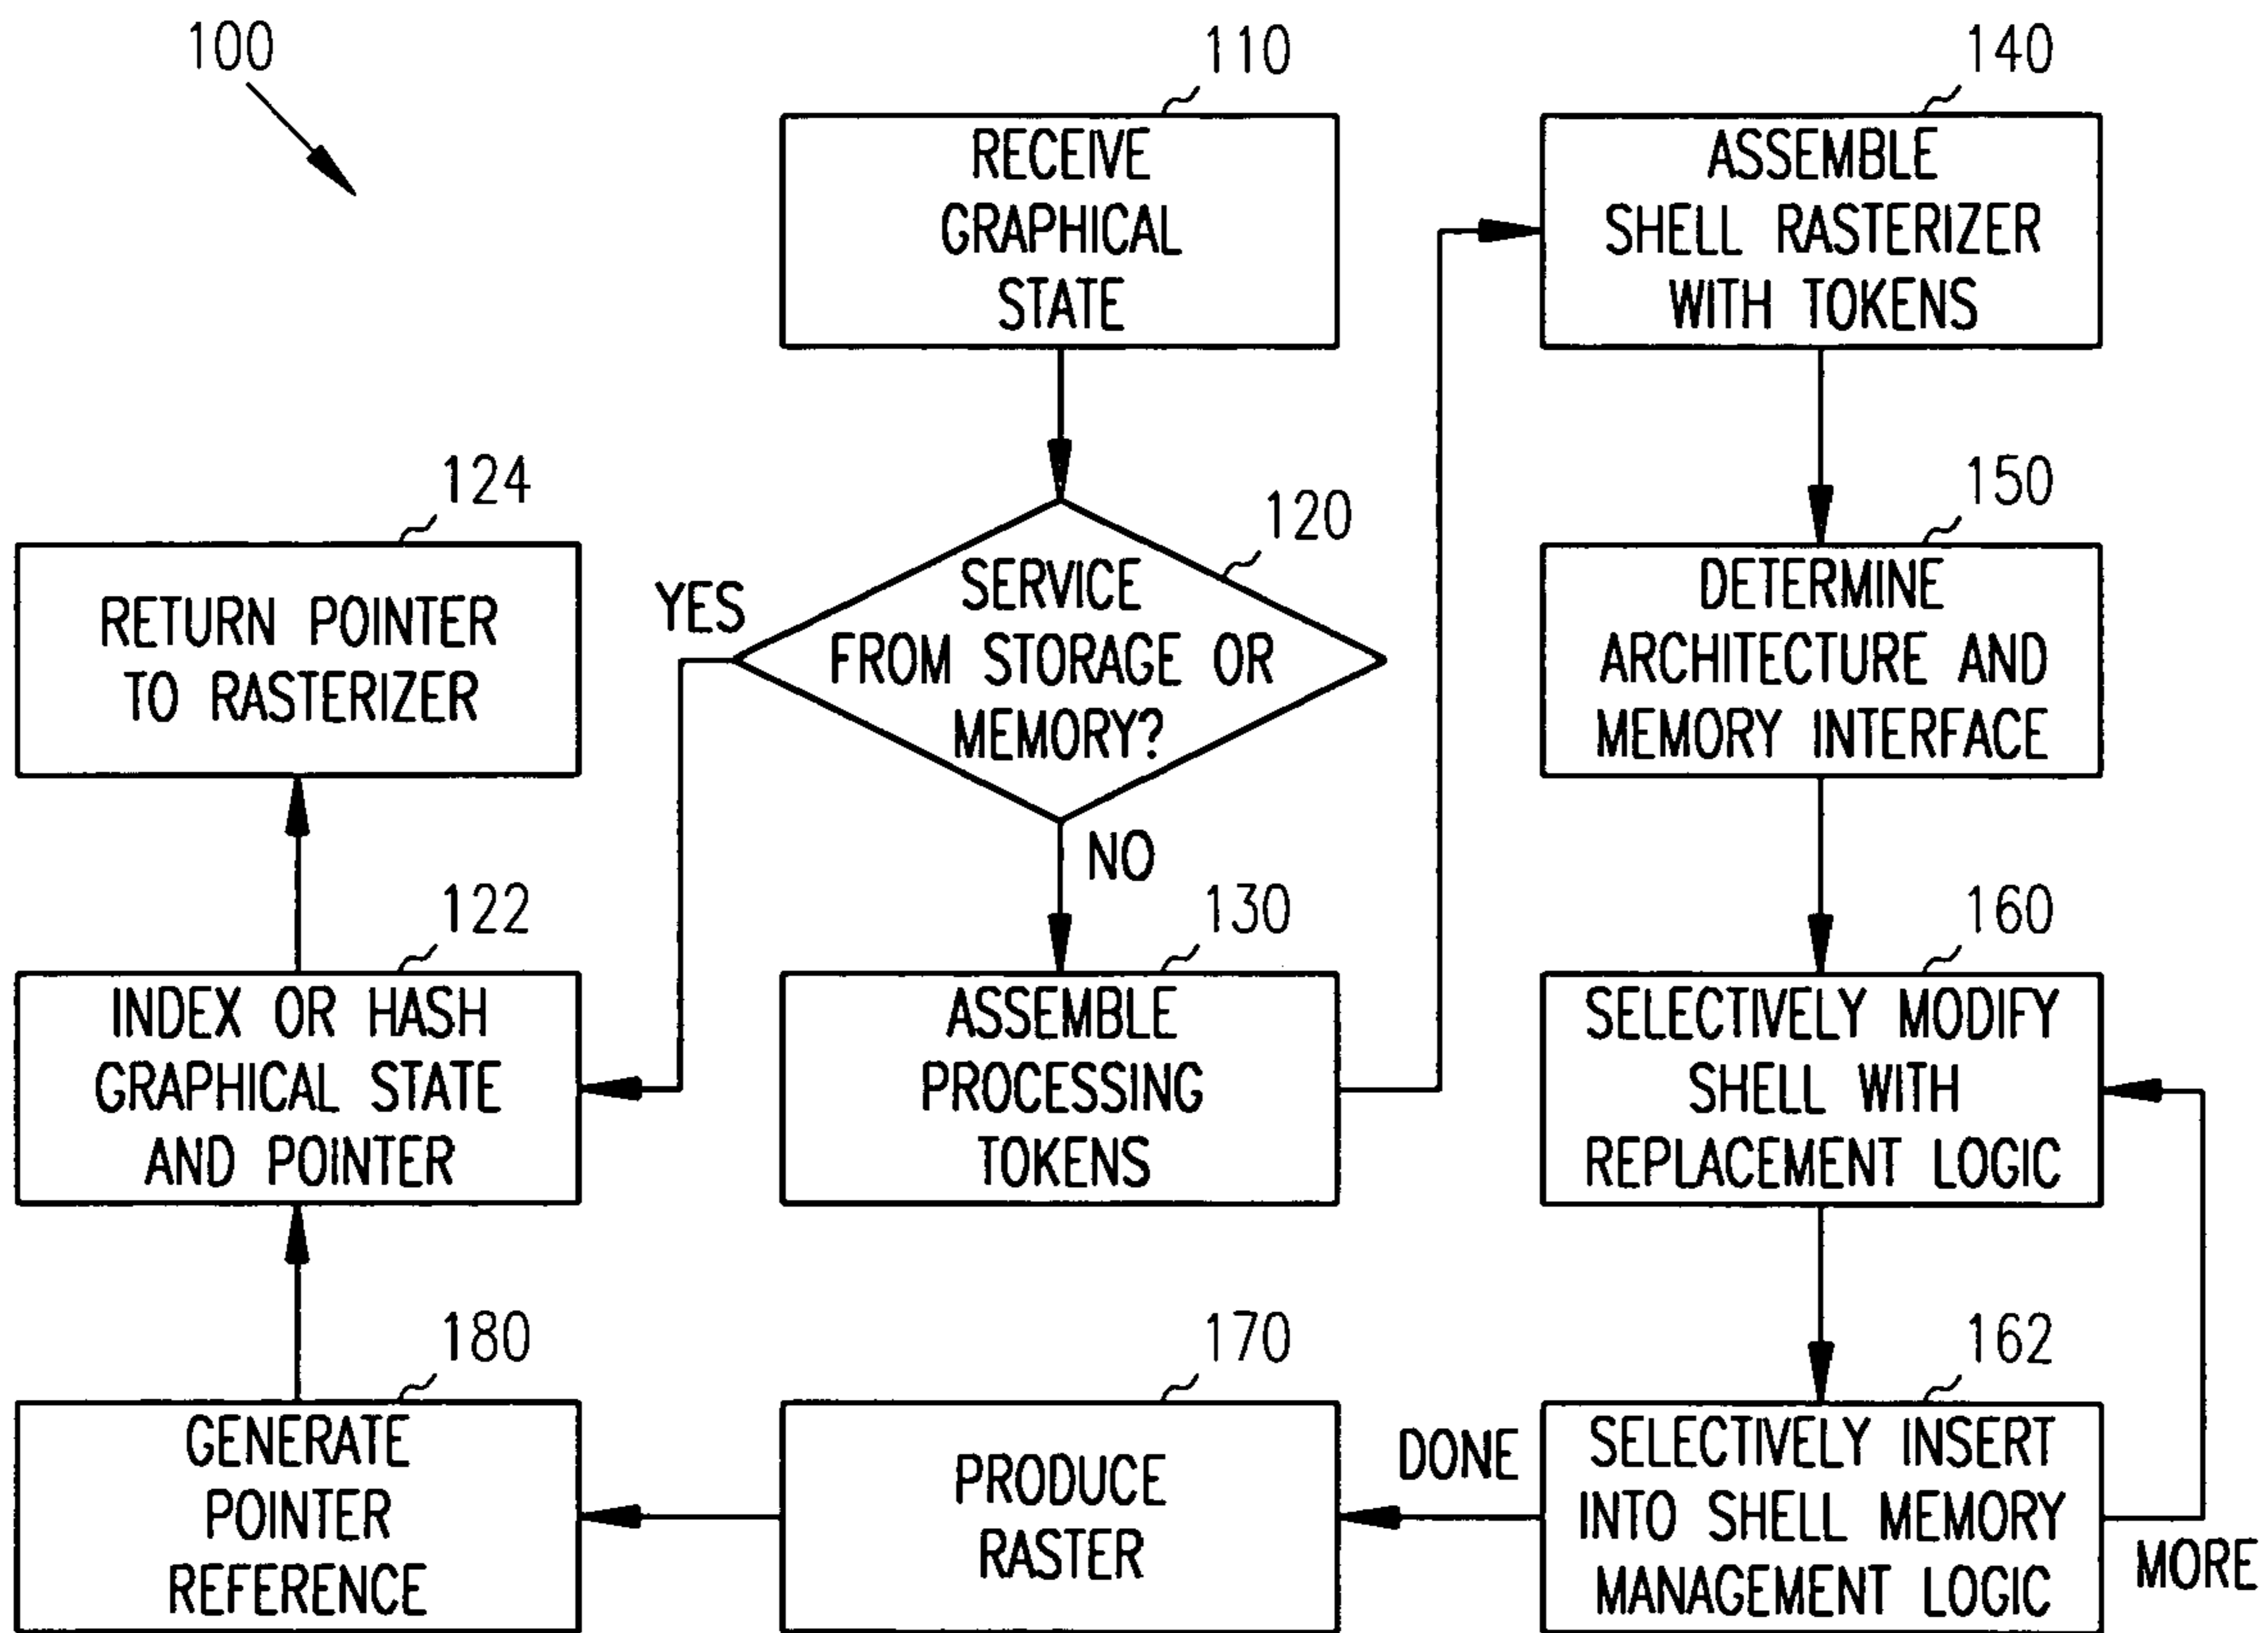 100
110
RECEIVE
GRAPHICAL
STATE
120
SERVICE
FROM STORAGE OR
MEMORY?
YES
NO
122
INDEX OR HASH
GRAPHICAL STATE
AND POINTER
124
RETURN POINTER
TO RASTERIZER
130
ASSEMBLE
PROCESSING
TOKENS
140
ASSEMBLE
SHELL RASTERIZER
WITH TOKENS
150
DETERMINE
ARCHITECTURE AND
MEMORY INTERFACE
160
SELECTIVELY MODIFY
SHELL WITH
REPLACEMENT LOGIC
162
SELECTIVELY INSERT
INTO SHELL MEMORY
MANAGEMENT LOGIC
MORE
DONE
170
PRODUCE
RASTER
180
GENERATE
POINTER
REFERENCE